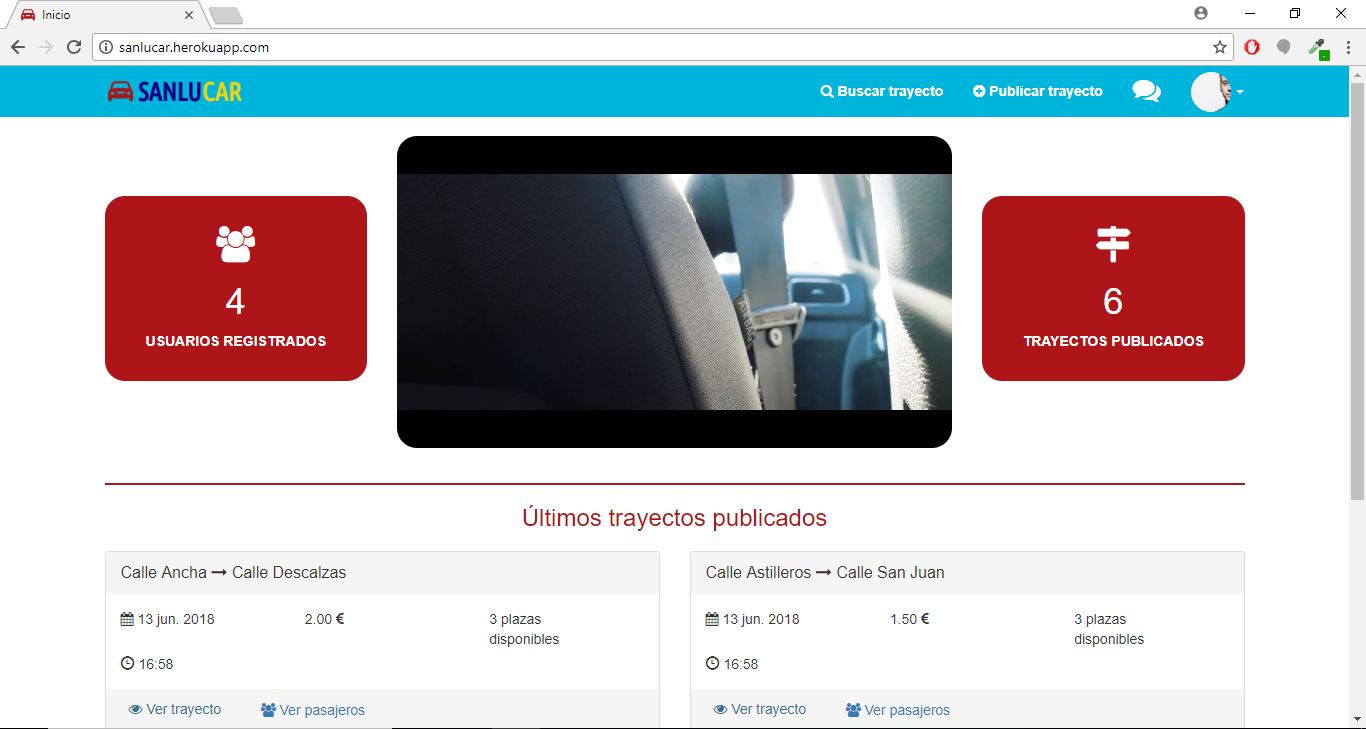 Inicio
sanlucar.herokuapp.com
SANLUCAR
Buscar trayecto
Publicar trayecto
4
USUARIOS REGISTRADOS
AIRBAG
6
TRAYECTOS PUBLICADOS
Últimos trayectos publicados
Calle Ancha → Calle Descalzas
13 jun. 2018
2.00 €
3 plazas
disponibles
16:58
Ver trayecto
Ver pasajeros
Calle Astilleros → Calle San Juan
13 jun. 2018
1.50 €
3 plazas
disponibles
16:58
Ver trayecto
Ver pasajeros